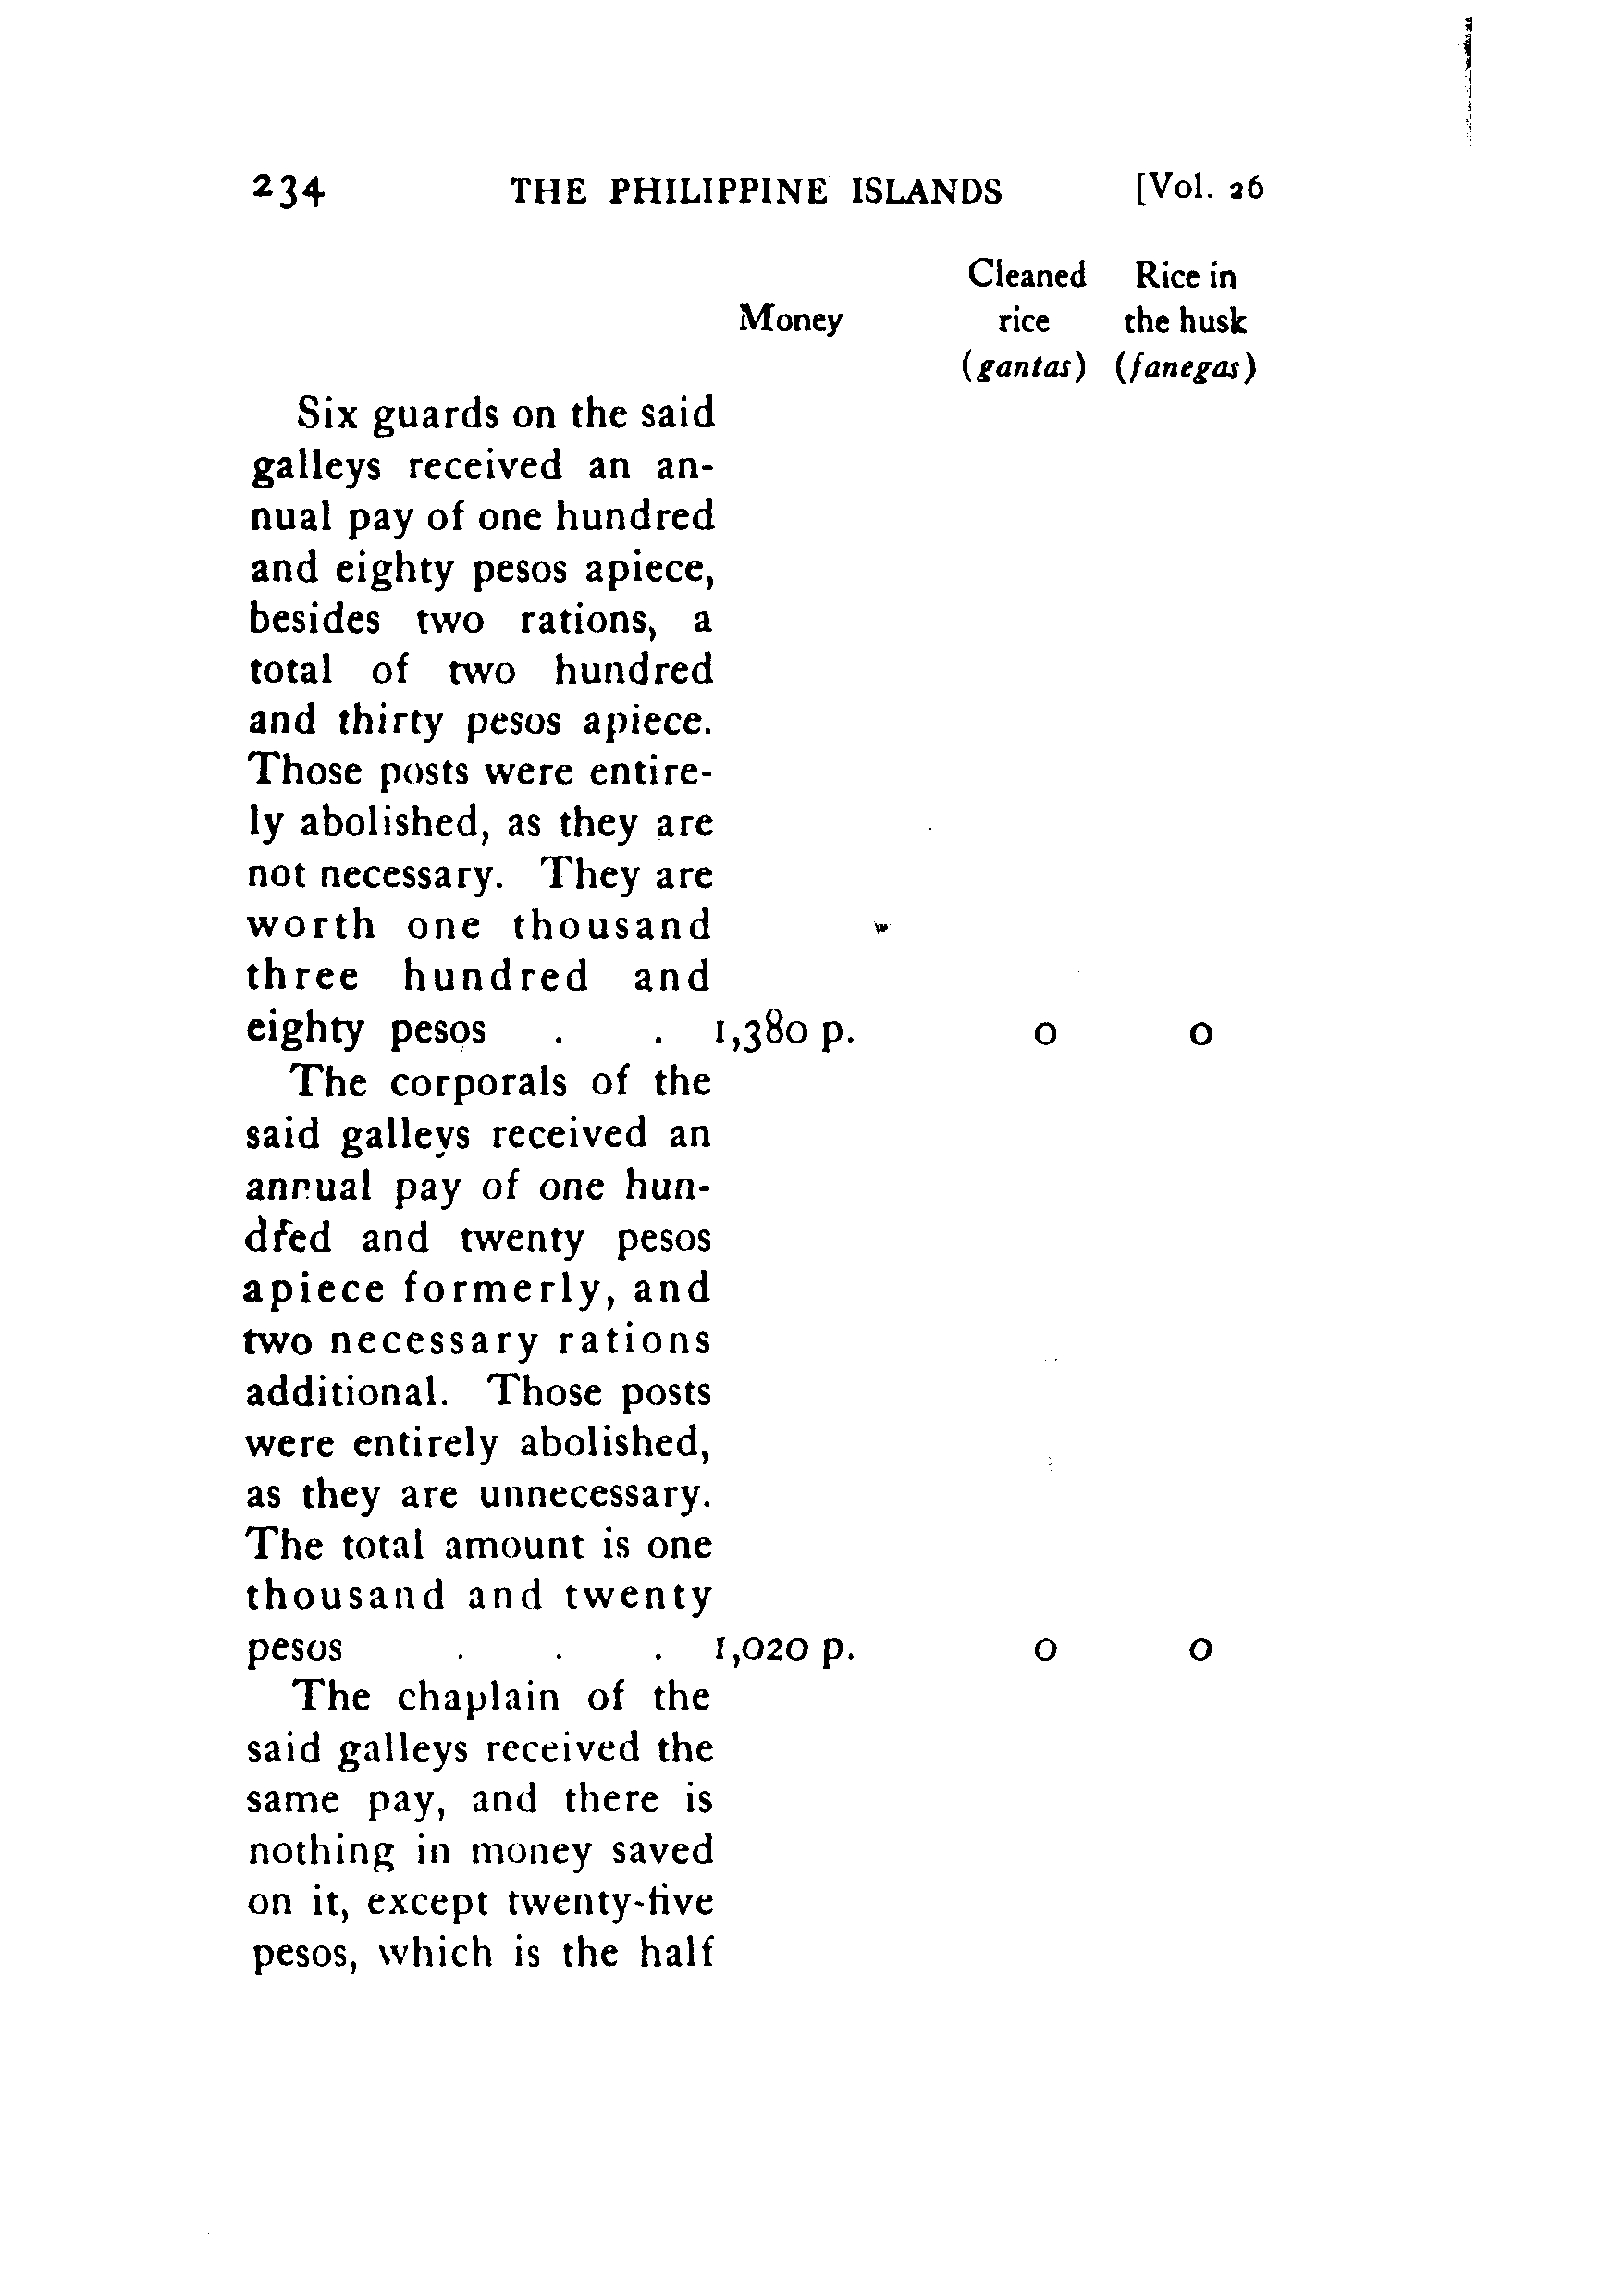 234 THE PHILIPPINE ISLANDS [Vol. 26
Cleaned Rice in
Money rice the husk
(gantas) (fanegas)
Six guards on the said
galleys received an an-
nual pay of one hundred
and eighty pesos apiece,
besides two rations, a
total of two hundred
and thirty pesos apiece.
Those posts were entire-
ly abolished, as they are
not necessary. They are
worth one thousand
three hundred and
eighty pesos . . 1,380 p. 0 0
The corporals of the
said galleys received an
annual pay of one hun-
dred and twenty pesos
apiece formerly, and
two necessary rations
additional. Those posts
were entirely abolished,
as they are unnecessary.
The total amount is one
thousand and twenty
pesos . . . 1,020 p. 0 0
The chaplain of the
said galleys received the
same pay, and there is
nothing in money saved
on it, except twenty-five
pesos, which is the half